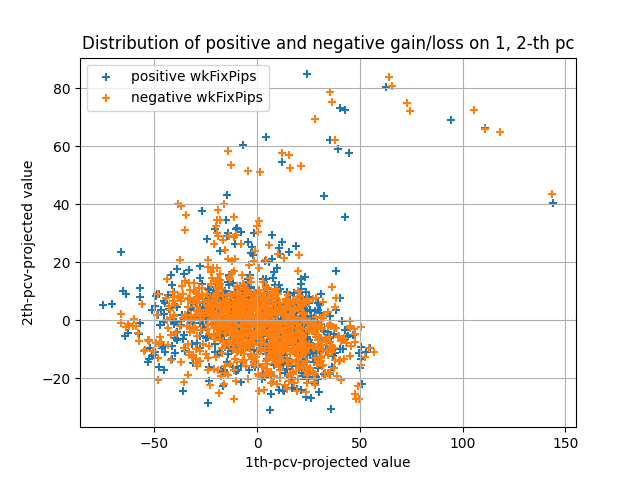 Distribution of positive and negative gain/loss on 1, 2-th pc
positive wkFixPips
negative wkFixPips
80
60
40
20
0
−20
2th-pcv-projected value
−50
0
50
100
150
1th-pcv-projected value